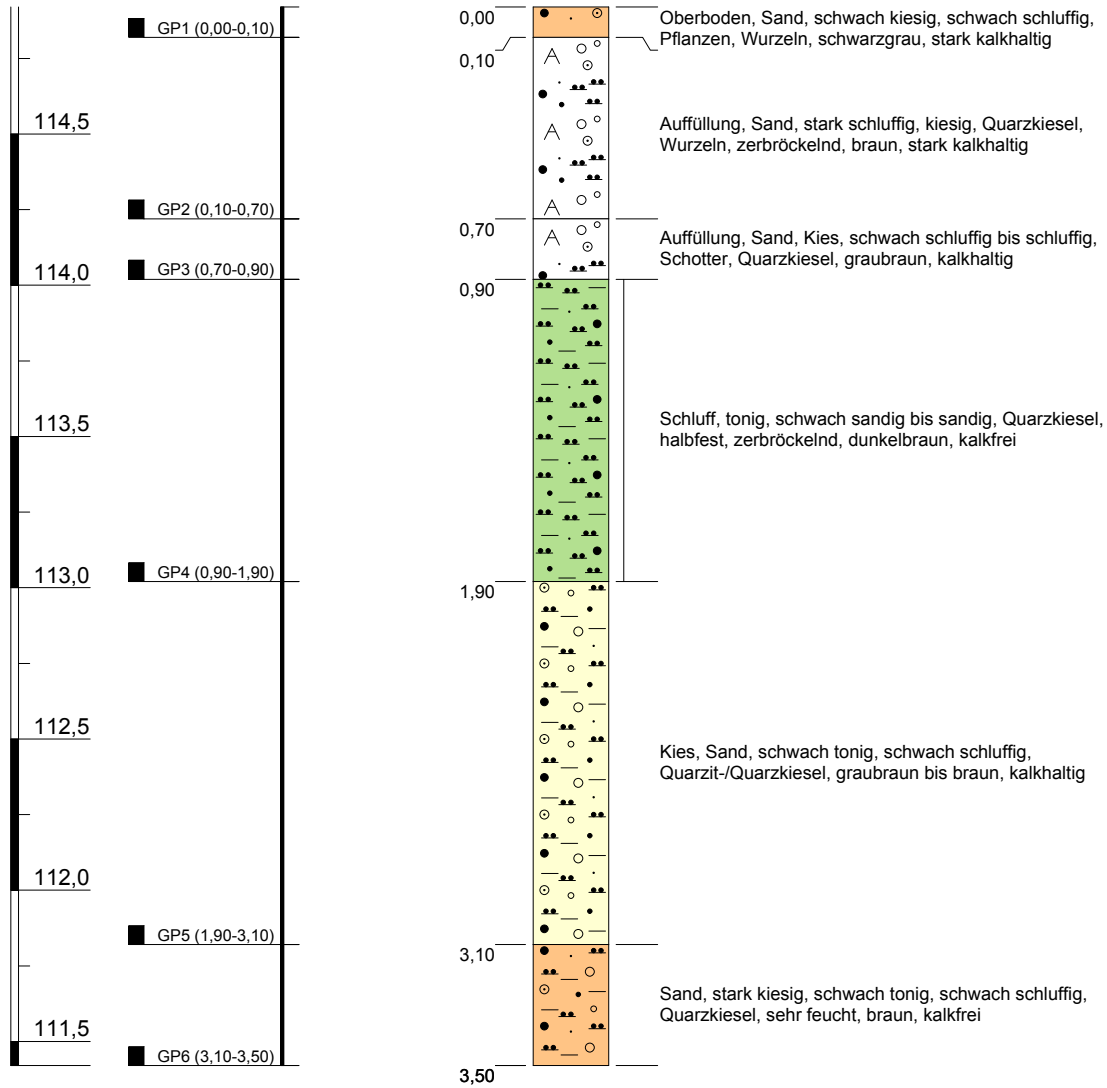 GP1 (0,00-0,10)
0,00
Oberboden, Sand, schwach kiesig, schwach schluffig,
Pflanzen, Wurzeln, schwarzgrau, stark kalkhaltig
0,10
114,5
Auffüllung, Sand, stark schluffig, kiesig, Quarzkiesel,
Wurzeln, zerbröckelnd, braun, stark kalkhaltig
GP2 (0,10-0,70)
0,70
Auffüllung, Sand, Kies, schwach schluffig bis schluffig,
Schotter, Quarzkiesel, graubraun, kalkhaltig
GP3 (0,70-0,90)
114,0
0,90
113,5
Schluff, tonig, schwach sandig bis sandig, Quarzkiesel,
halbfest, zerbröckelnd, dunkelbraun, kalkfrei
GP4 (0,90-1,90)
113,0
1,90
112,5
Kies, Sand, schwach tonig, schwach schluffig,
Quarzit-/Quarzkiesel, graubraun bis braun, kalkhaltig
112,0
GP5 (1,90-3,10)
3,10
Sand, stark kiesig, schwach tonig, schwach schluffig,
Quarzkiesel, sehr feucht, braun, kalkfrei
111,5
GP6 (3,10-3,50)
3,50